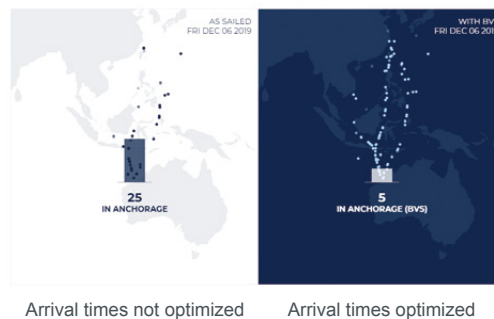 AS SAILED
FRI DEC 06 2019
25
IN ANCHORAGE
WITH BV
FRI DEC 06 201
5
IN ANCHORAGE (BVS)
Arrival times not optimized
Arrival times optimized